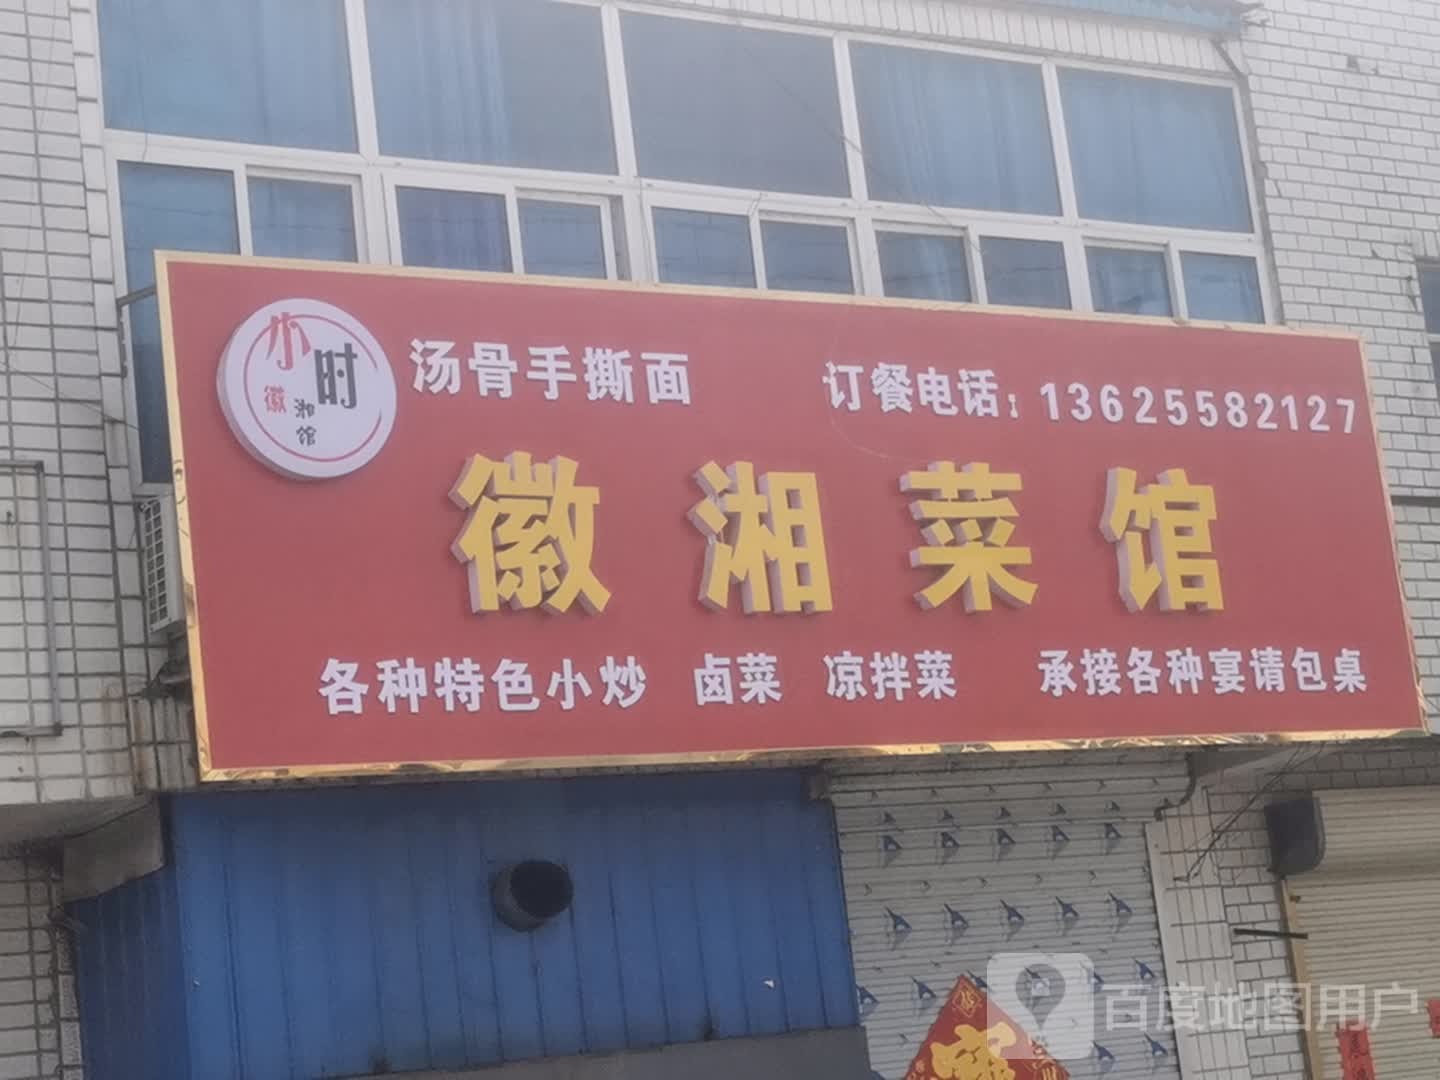 小时
徽湘馆
汤骨手撕面
订餐电话：13625582127
徽湘菜馆
各种特色小炒 卤菜 凉拌菜 承接各种宴请包桌
百度地图用户